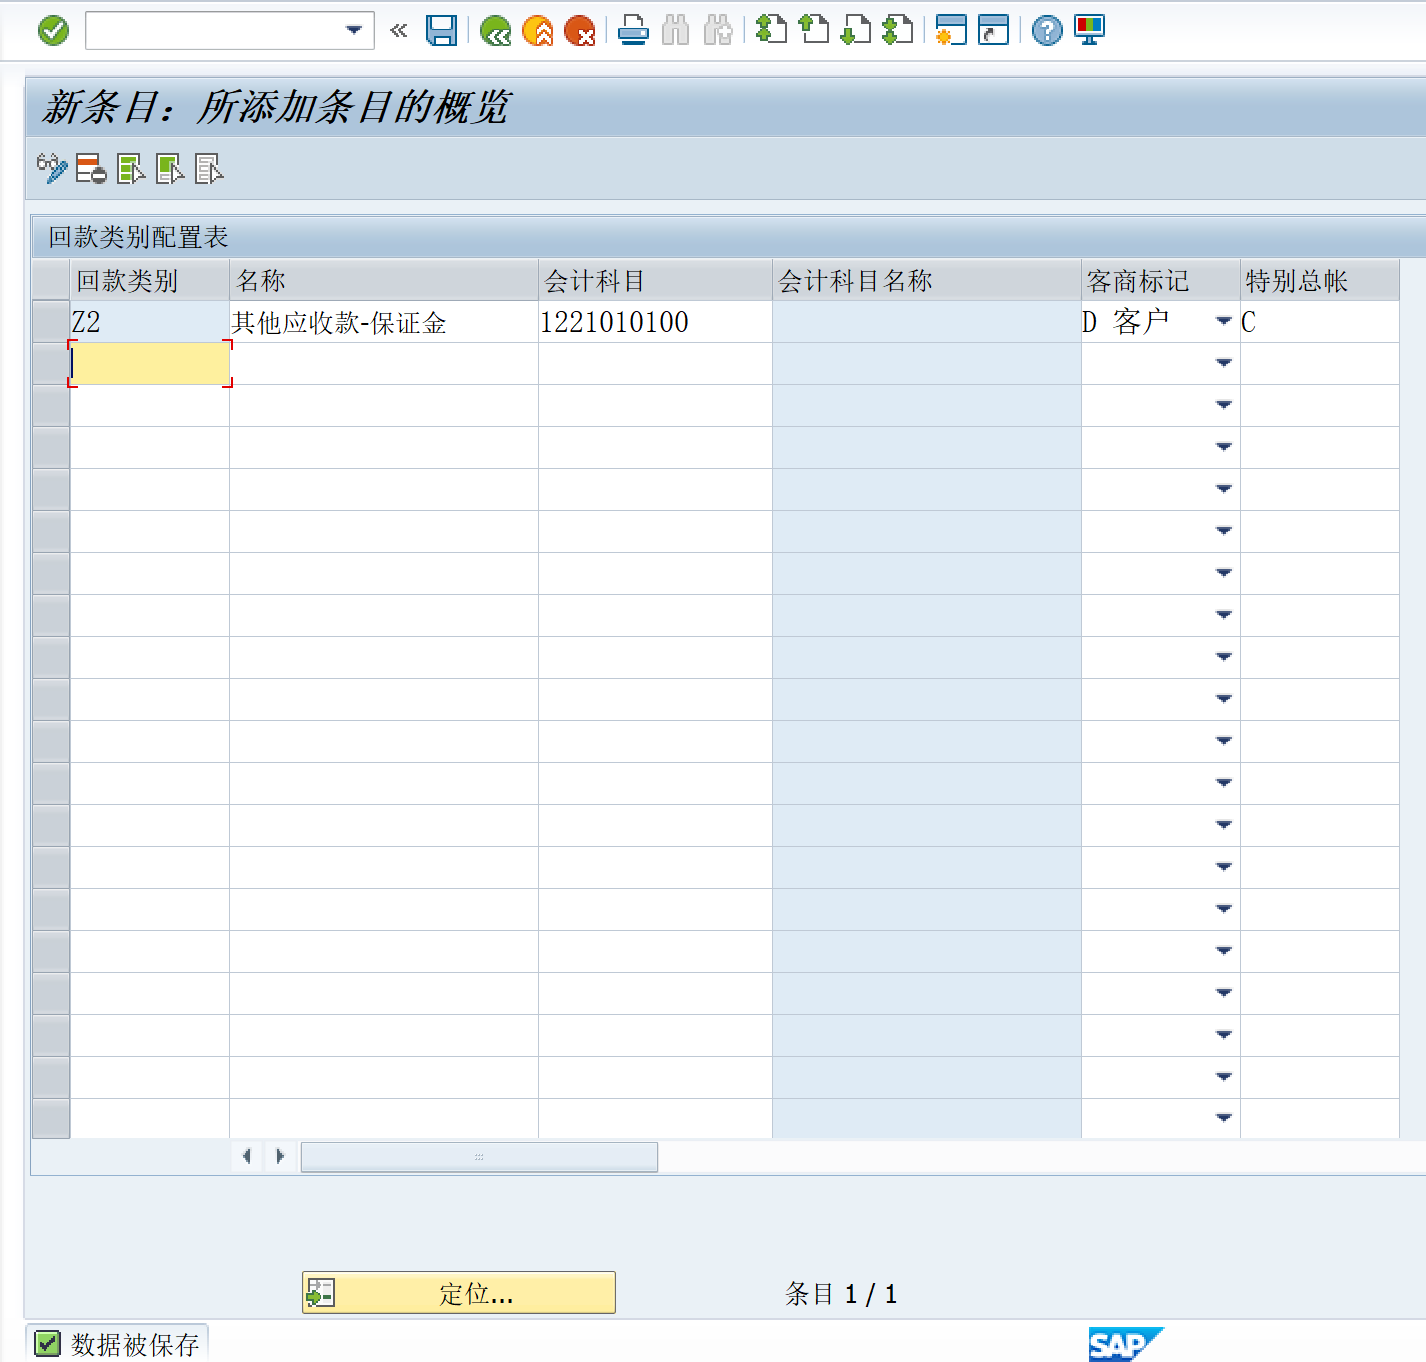 新条目：所添加条目的概览
回款类别配置表
回款类别 名称 会计科目 会计科目名称 客商标记 特别总帐
Z2 其他应收款-保证金 1221010100 D 客户 C
定位... 条目 1 / 1
数据被保存 SAP